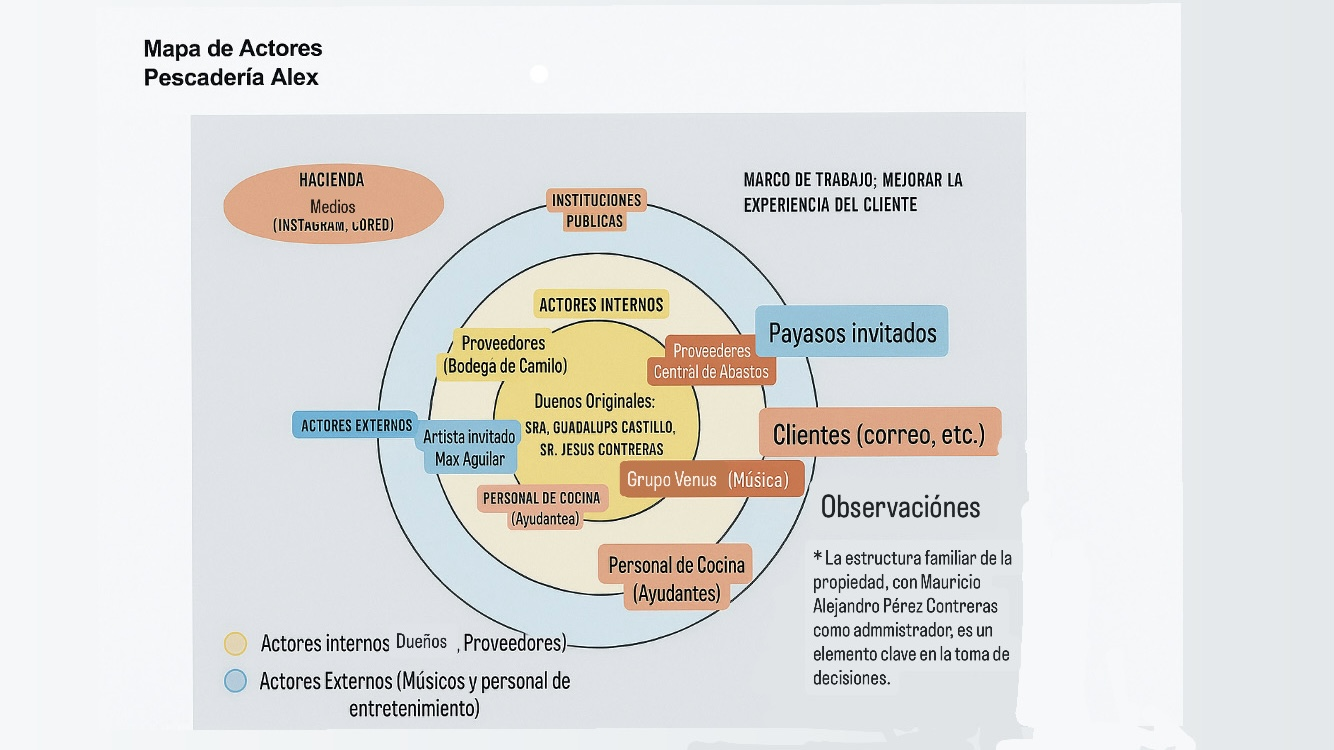 Mapa de Actores
Pescadería Alex
HACIENDA
Medios
(INSTAGRAM, CORED)
MARCO DE TRABAJO; MEJORAR LA
EXPERIENCIA DEL CLIENTE
INSTITUCIONES
PUBLICAS
ACTORES INTERNOS
Payasos invitados
Proveedores
(Bodega de Camilo)
Proveederes
Central de Abastos
Duenos Originales:
SRA, GUADALUPS CASTILLO,
SR. JESUS CONTRERAS
ACTORES EXTERNOS
Artista invitado
Max Aguilar
Clientes (correo, etc.)
Grupo Venus (Música)
PERSONAL DE COCINA
(Ayudantea)
Observaciónes
Personal de Cocina
(Ayudantes)
* La estructura familiar de la
propiedad, con Mauricio
Alejandro Pérez Contreras
como admmistrador, es un
elemento clave en la toma de
decisiones.
Actores internos Dueños , Proveedores)
Actores Externos (Músicos y personal de
entretenimiento)